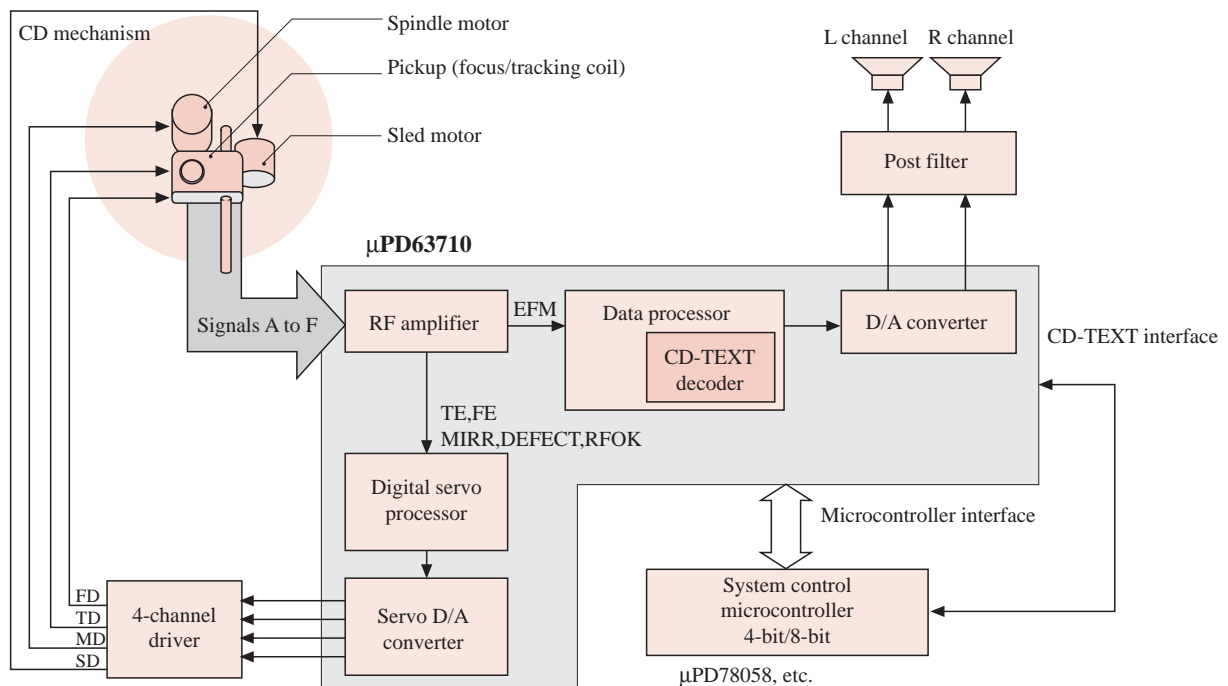 CD mechanism
Spindle motor
Pickup (focus/tracking coil)
Sled motor
L channel
R channel
Post filter
μPD63710
Signals A to F
RF amplifier
EFM
Data processor
CD-TEXT
decoder
D/A converter
CD-TEXT interface
TE,FE
MIRR,DEFECT,RFOK
Digital servo
processor
Microcontroller interface
FD
TD
MD
SD
4-channel
driver
Servo D/A
converter
System control
microcontroller
4-bit/8-bit
μPD78058, etc.